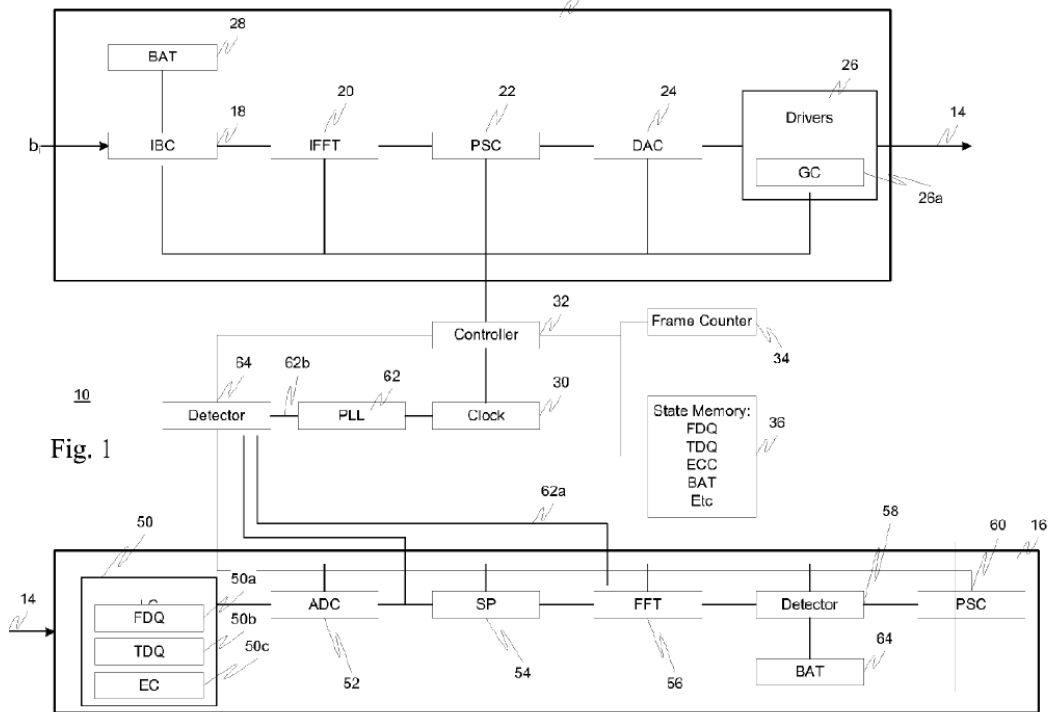 28
BAT
18
20
22
24
26
Drivers
14
b
IBC
IFFT
PSC
DAC
GC
26a
32
Controller
Frame Counter
34
64
62b
62
30
10
Detector
PLL
Clock
State Memory:
FDQ
TDQ
ECC
BAT
Etc
36
Fig. 1
62a
50
58
60
16
50a
14
FDQ
ADC
SP
FFT
Detector
PSC
50b
TDQ
50c
EC
52
54
56
BAT
64